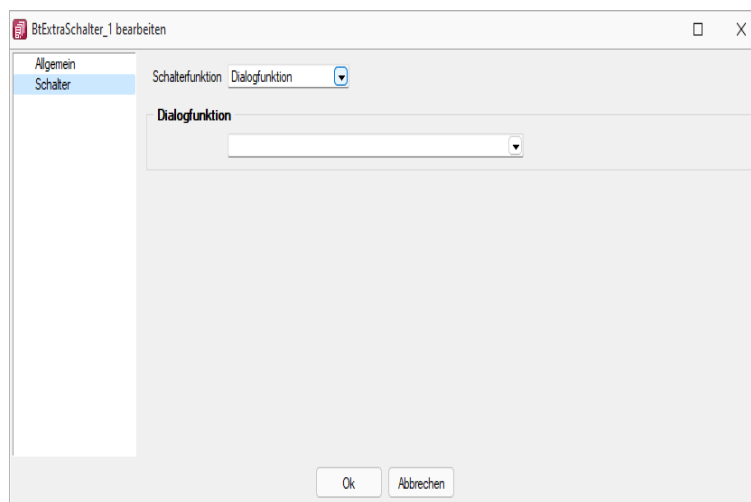 BtExtraSchalter_1 bearbeiten
Allgemein
Schalter
Schalterfunktion Dialogfunktion
Dialogfunktion
Ok Abbrechen